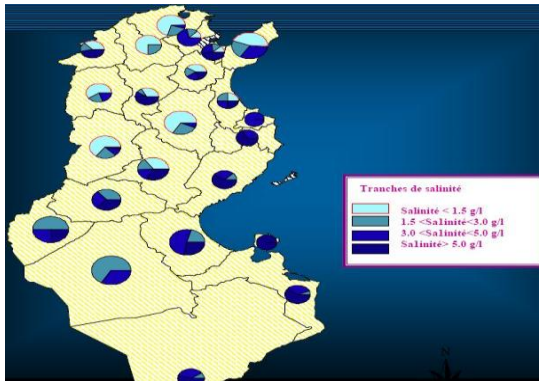 Tranches de salinité
Salinité < 1.5 g/l
1.5 <Salinité<3.0 g/l
3.0 <Salinité<5.0 g/l
Salinité> 5.0 g/l
N